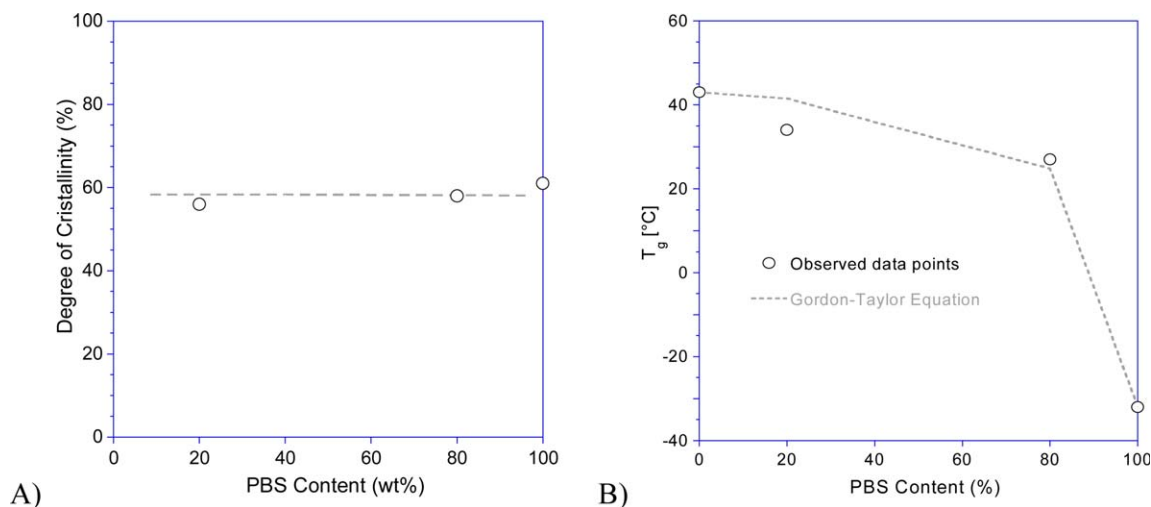 100
80
60
40
20
0
Degree of Cristallinity (%)
0 20 40 60 80 100
PBS Content (wt%)
A)
60
40
20
0
-20
-40
Tg [°C]
Observed data points
Gordon-Taylor Equation
0 20 40 60 80 100
PBS Content (%)
B)